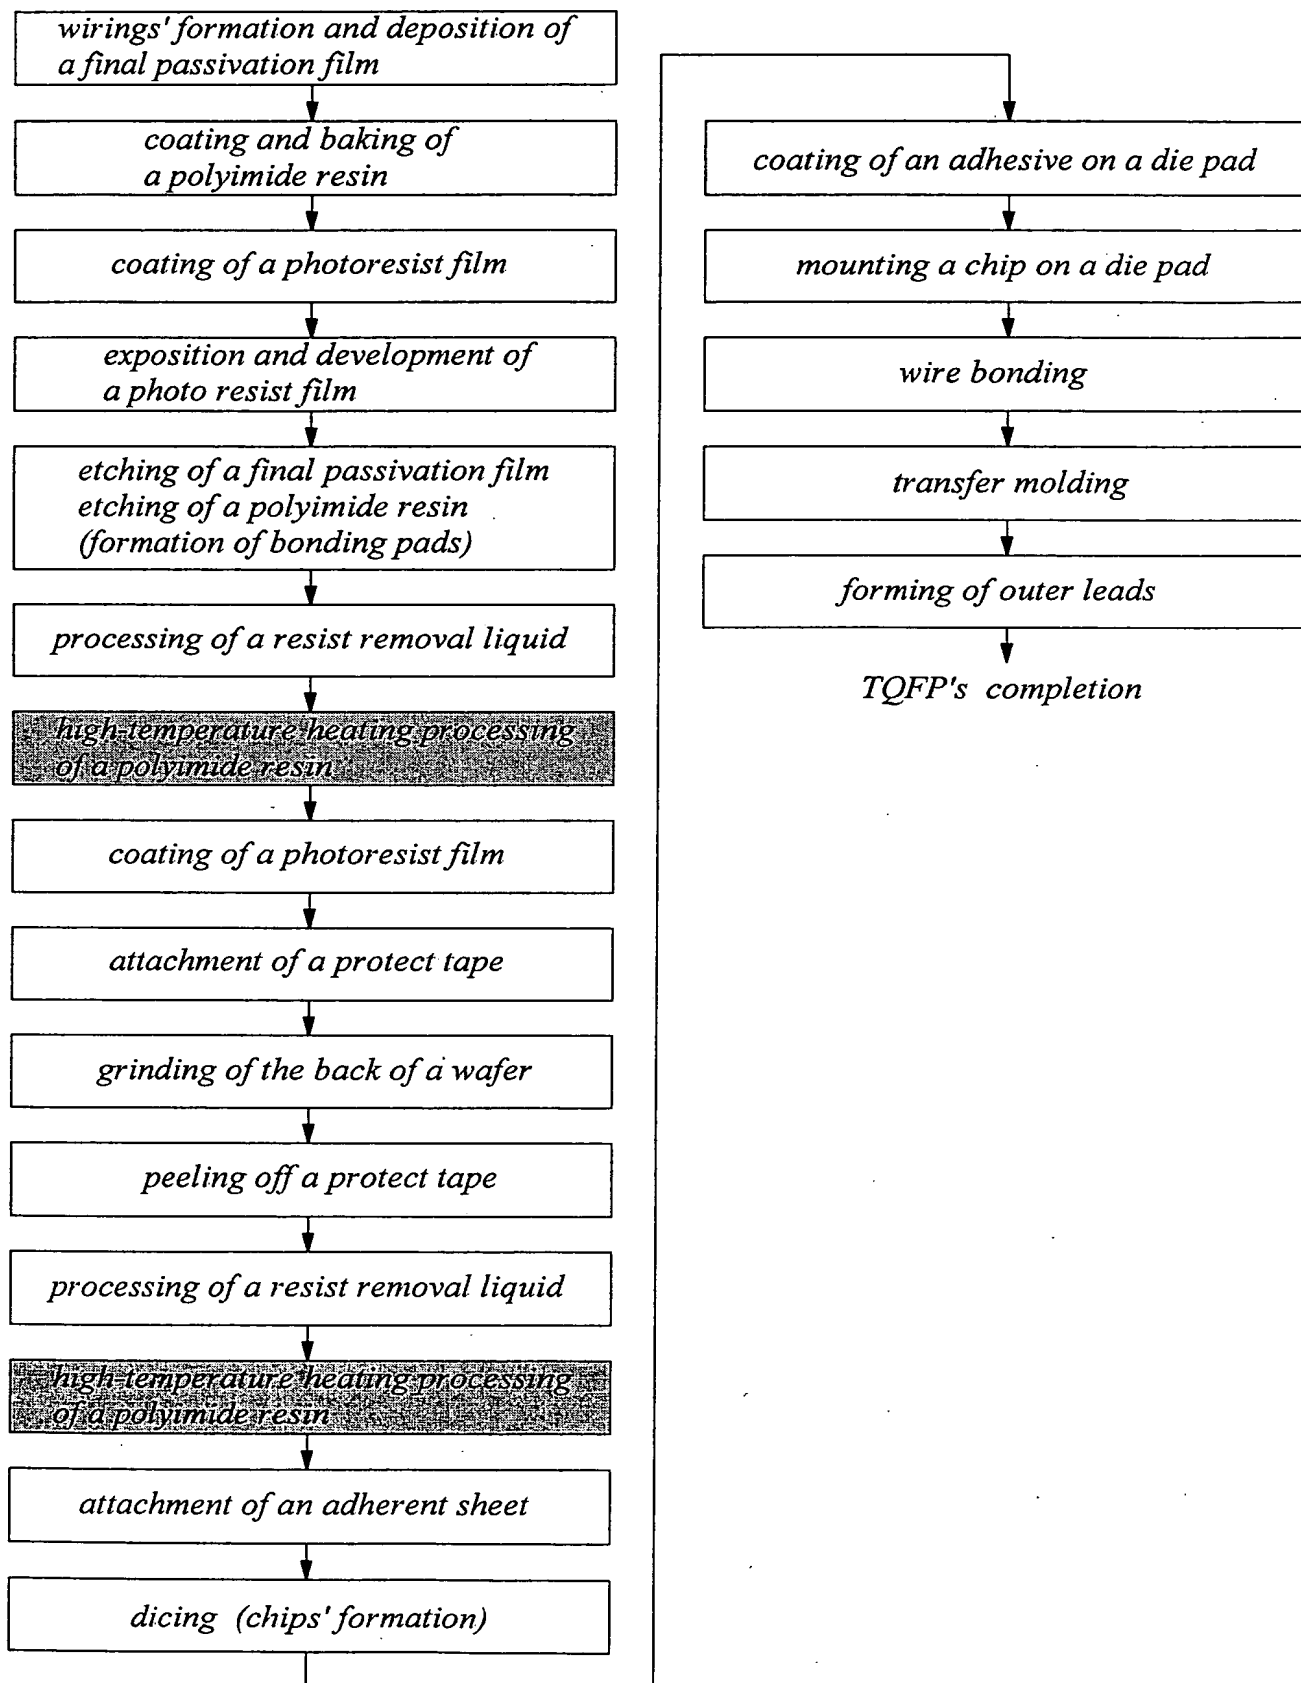 wirings' formation and deposition of
a final passivation film
coating and baking of
a polyimide resin
coating of a photoresist film
exposition and development of
a photo resist film
etching of a final passivation film
etching of a polyimide resin
(formation of bonding pads)
processing of a resist removal liquid
high-temperature heating processing
of a polyimide resin
coating of a photoresist film
attachment of a protect tape
grinding of the back of a wafer
peeling off a protect tape
processing of a resist removal liquid
high-temperature heating processing
of a polyimide resin
attachment of an adherent sheet
dicing (chips' formation)
coating of an adhesive on a die pad
mounting a chip on a die pad
wire bonding
transfer molding
forming of outer leads
TQFP's completion